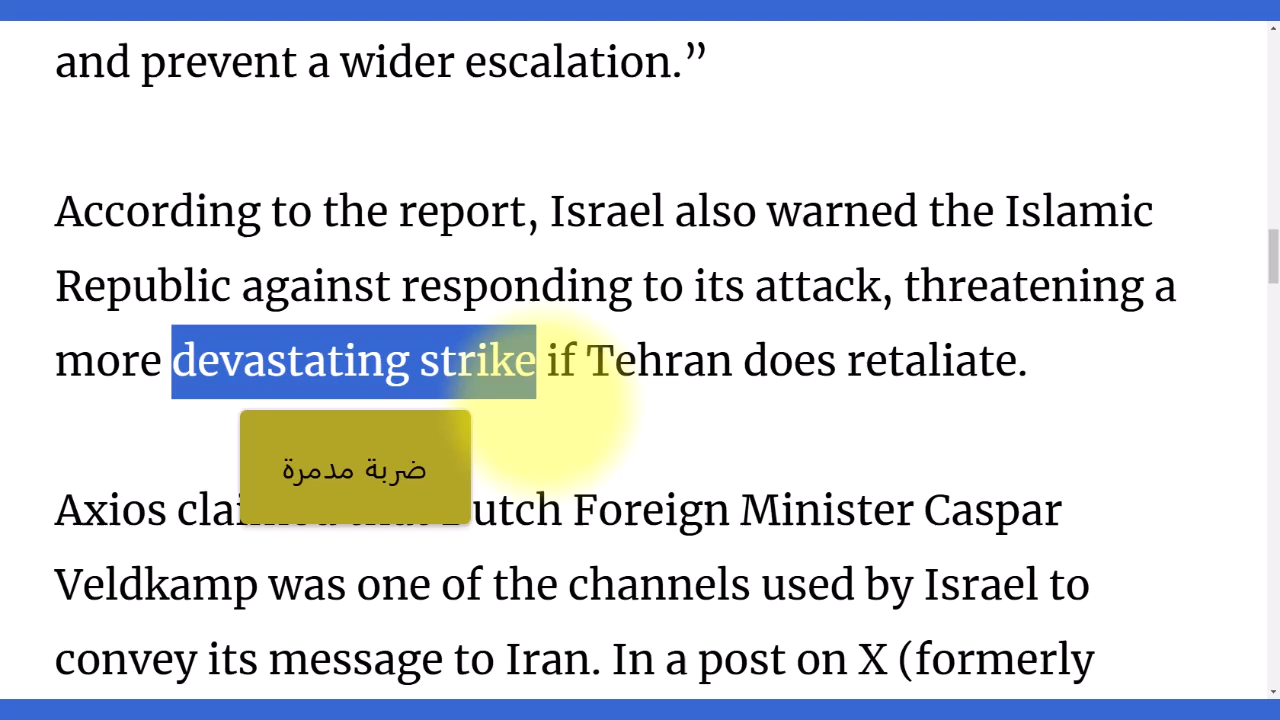 and prevent a wider escalation.”
According to the report, Israel also warned the Islamic
Republic against responding to its attack, threatening a
more devastating strike if Tehran does retaliate.
ضربة مدمرة
Axios Dutch Foreign Minister Caspar
Veldkamp was one of the channels used by Israel to
convey its message to Iran. In a post on X (formerly